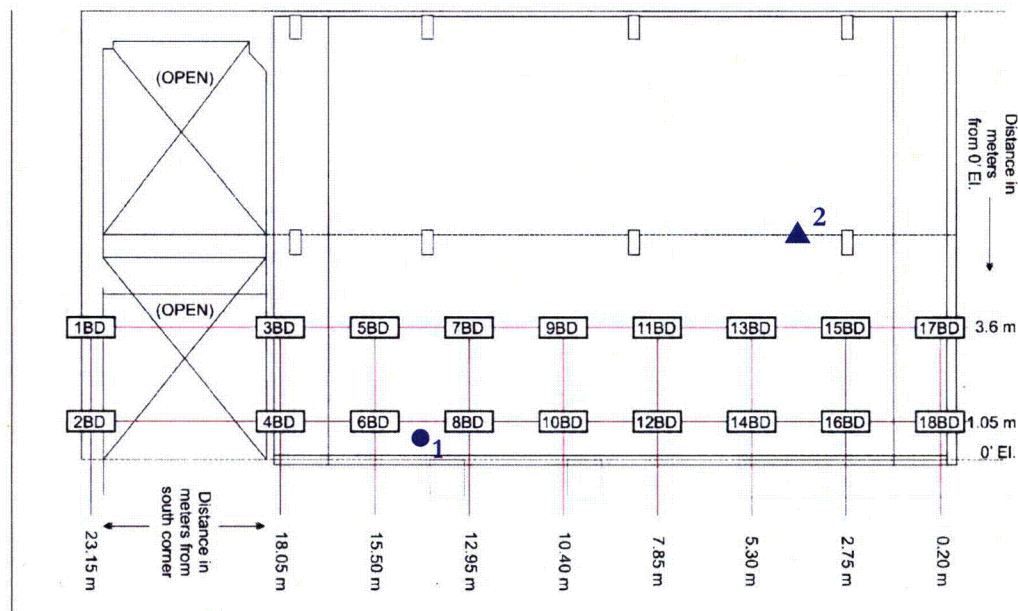 (OPEN)
Distance in
meters
from 0' El.
2
(OPEN)
1BD
3BD
5BD
7BD
9BD
11BD
13BD
15BD
17BD
3.6 m
2BD
4BD
6BD
8BD
10BD
12BD
14BD
16BD
18BD
1.05 m
1
0' El.
Distance in
meters from
south corner
23.15 m
18.05 m
15.50 m
12.95 m
10.40 m
7.85 m
5.30 m
2.75 m
0.20 m